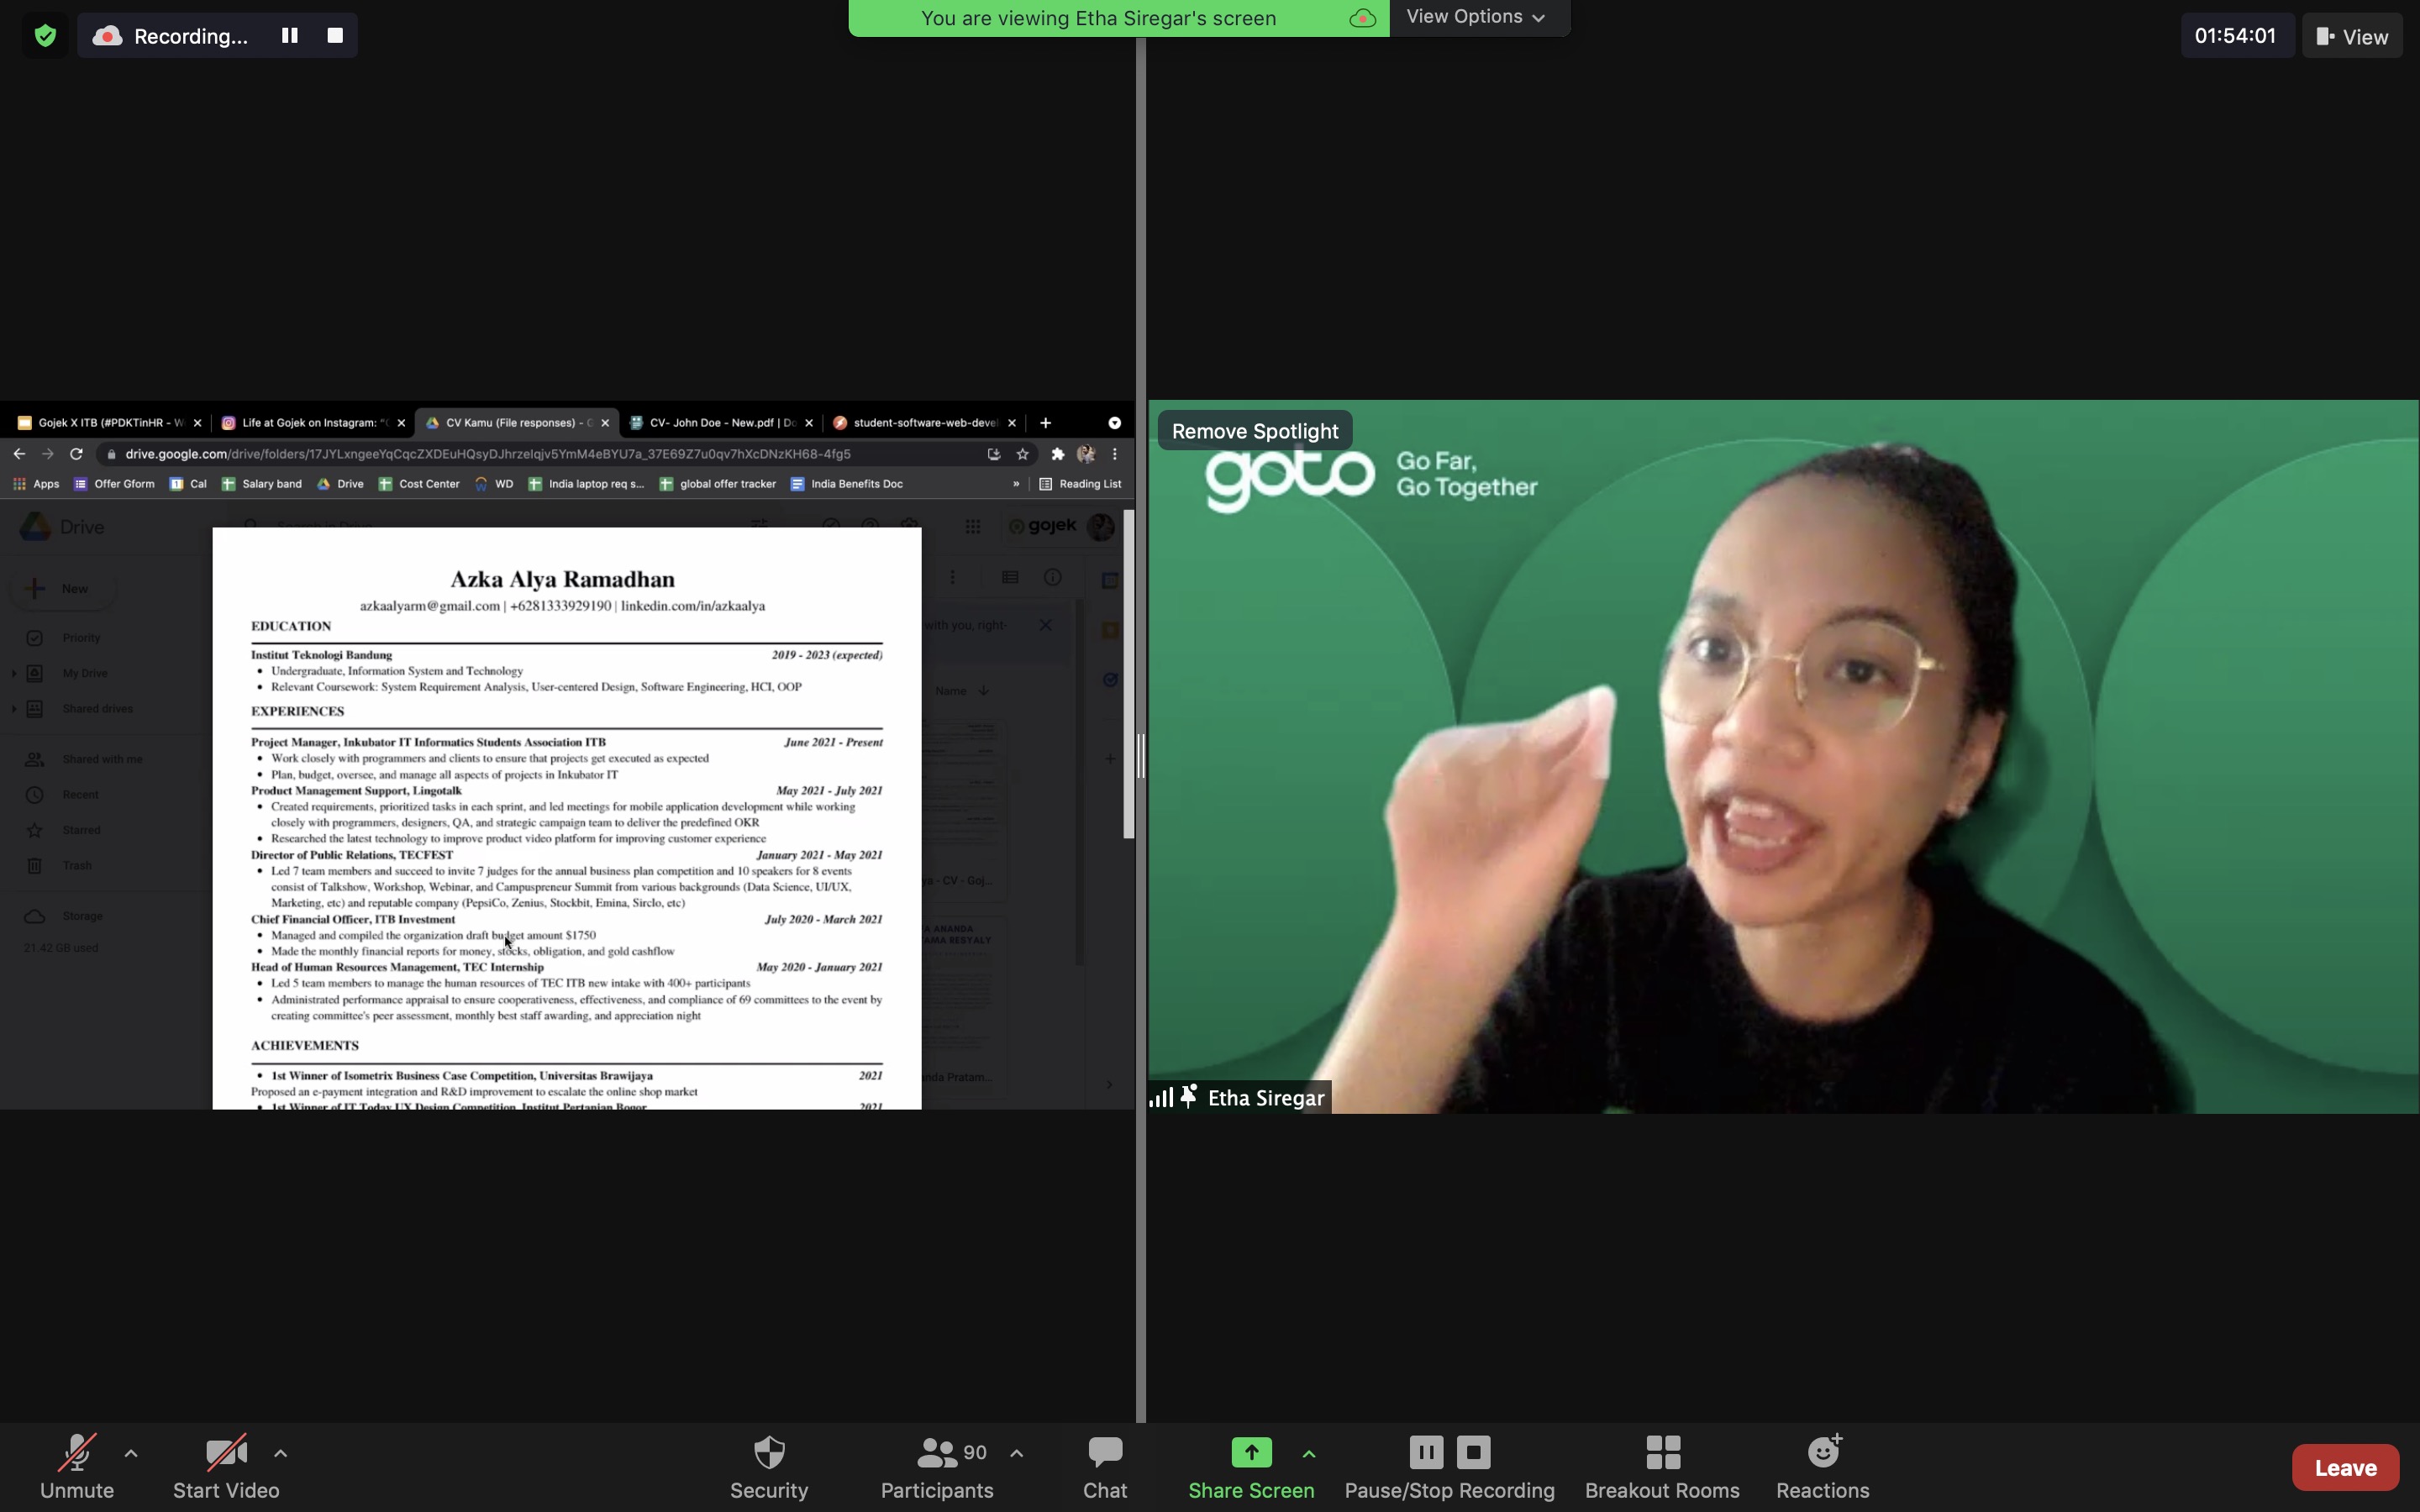 Recording...
You are viewing Etha Siregar's screen
View Options
01:54:01
View
Gojek X ITB (#PDKTinHR - W
Life at Gojek on Instagram: "
CV Kamu (File responses) -
CV- John Doe - New.pdf | Do
student-software-web-deve
drive.google.com/drive/folders/17JYLxngeeYqCqcZXDEuHQsyDJhrzelqjv5YmM4eBYU7a_37E69Z7u0qv7hXcDNzKH68-4fg5
Apps
Offer Gform
Cal
Salary band
Drive
Cost Center
WD
India laptop req s...
global offer tracker
India Benefits Doc
»
Reading List
Drive
Search in Drive
gojek
New
Priority
My Drive
Shared drives
Shared with me
Recent
Starred
Trash
Storage
21.42 GB used
with you, right-
Name
ya - CV - Goj...
A ANANDA
AMA RESYALY
nda Pratam...
Azka Alya Ramadhan
azkaalyarm@gmail.com | +6281333929190 | linkedin.com/in/azkaalya
EDUCATION
Institut Teknologi Bandung 2019 - 2023 (expected)
• Undergraduate, Information System and Technology
• Relevant Coursework: System Requirement Analysis, User-centered Design, Software Engineering, HCI, OOP
EXPERIENCES
Project Manager, Inkubator IT Informatics Students Association ITB June 2021 - Present
• Work closely with programmers and clients to ensure that projects get executed as expected
• Plan, budget, oversee, and manage all aspects of projects in Inkubator IT
Product Management Support, Lingotalk May 2021 - July 2021
• Created requirements, prioritized tasks in each sprint, and led meetings for mobile application development while working
closely with programmers, designers, QA, and strategic campaign team to deliver the predefined OKR
• Researched the latest technology to improve product video platform for improving customer experience
Director of Public Relations, TECFEST January 2021 - May 2021
• Led 7 team members and succeed to invite 7 judges for the annual business plan competition and 10 speakers for 8 events
consist of Talkshow, Workshop, Webinar, and Campuspreneur Summit from various backgrounds (Data Science, UI/UX,
Marketing, etc) and reputable company (PepsiCo, Zenius, Stockbit, Emina, Sirclo, etc)
Chief Financial Officer, ITB Investment July 2020 - March 2021
• Managed and compiled the organization draft budget amount $1750
• Made the monthly financial reports for money, stocks, obligation, and gold cashflow
Head of Human Resources Management, TEC Internship May 2020 - January 2021
• Led 5 team members to manage the human resources of TEC ITB new intake with 400+ participants
• Administrated performance appraisal to ensure cooperativeness, effectiveness, and compliance of 69 committees to the event by
creating committee's peer assessment, monthly best staff awarding, and appreciation night
ACHIEVEMENTS
• 1st Winner of Isometrix Business Case Competition, Universitas Brawijaya 2021
Proposed an e-payment integration and R&D improvement to escalate the online shop market
• 1st Winner of IT Today UX Design Competition, Institut Pertanian Bogor 2021
Remove Spotlight
goto
Go Far,
Go Together
Etha Siregar
Unmute
Start Video
Security
90
Participants
Chat
Share Screen
Pause/Stop Recording
Breakout Rooms
Reactions
Leave